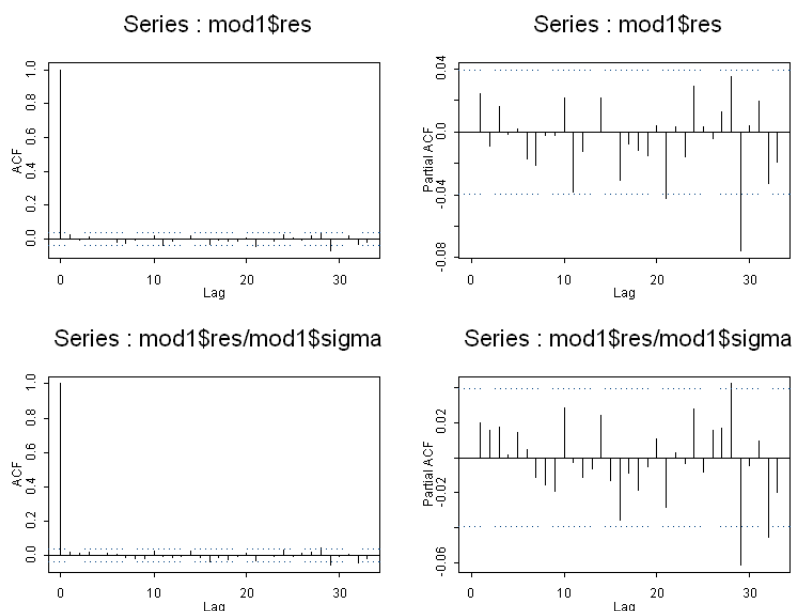 Series : mod1$res
1.0
0.8
0.6
0.4
0.2
0.0
ACF
0
10
20
30
Lag
Series : mod1$res
0.04
0.0
-0.04
-0.08
Partial ACF
0
10
20
30
Lag
Series : mod1$res/mod1$sigma
1.0
0.8
0.6
0.4
0.2
0.0
ACF
0
10
20
30
Lag
Series : mod1$res/mod1$sigma
0.02
-0.02
-0.06
Partial ACF
0
10
20
30
Lag